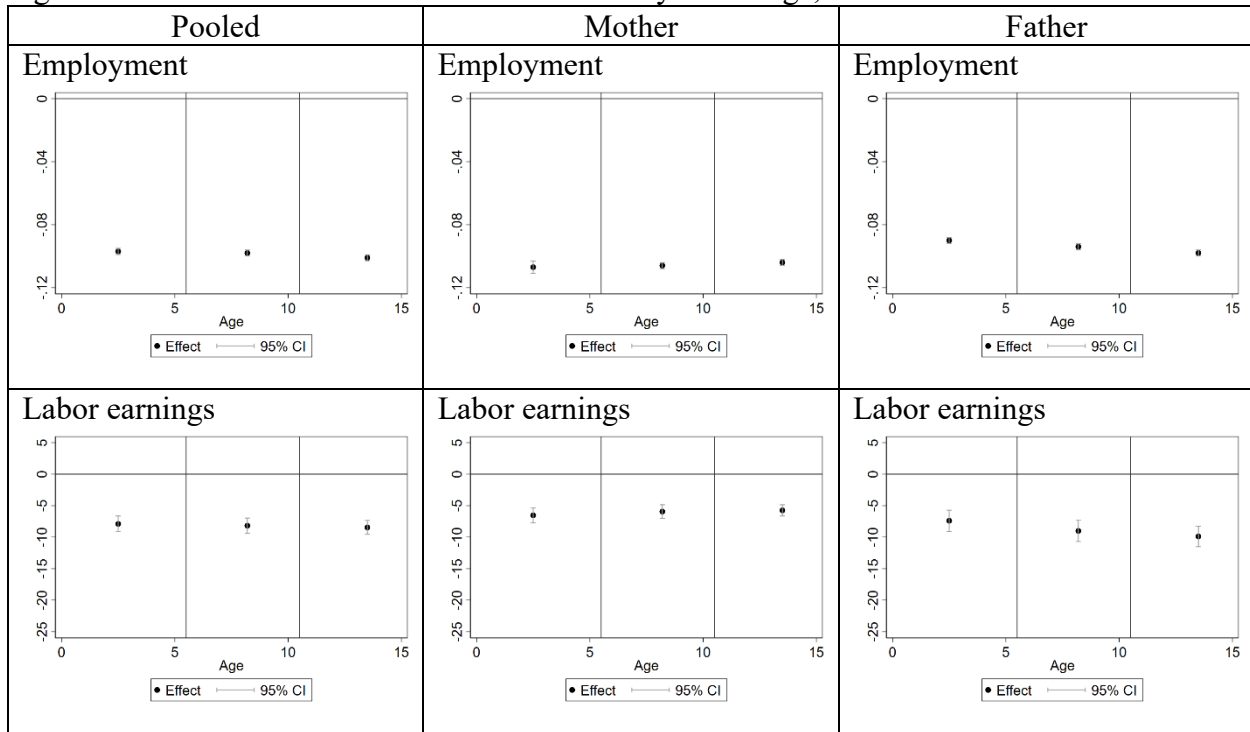 Pooled
Mother
Father
Employment
0
-.04
-.08
-.12
0 5 10 15
Age
Effect 95% CI
Employment
0
-.04
-.08
-.12
0 5 10 15
Age
Effect 95% CI
Employment
0
-.04
-.08
-.12
0 5 10 15
Age
Effect 95% CI
Labor earnings
5
0
-5
-10
-15
-20
-25
0 5 10 15
Age
Effect 95% CI
Labor earnings
5
0
-5
-10
-15
-20
-25
0 5 10 15
Age
Effect 95% CI
Labor earnings
5
0
-5
-10
-15
-20
-25
0 5 10 15
Age
Effect 95% CI